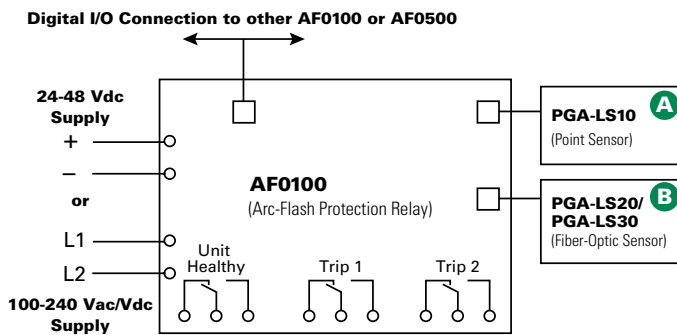 Digital I/O Connection to other AF0100 or AF0500
24-48 Vdc
Supply
+
–
or
L1
L2
100-240 Vac/Vdc
Supply
AF0100
(Arc-Flash Protection Relay)
Unit
Healthy
Trip 1
Trip 2
PGA-LS10
A
(Point Sensor)
PGA-LS20/
B
PGA-LS30
(Fiber-Optic Sensor)